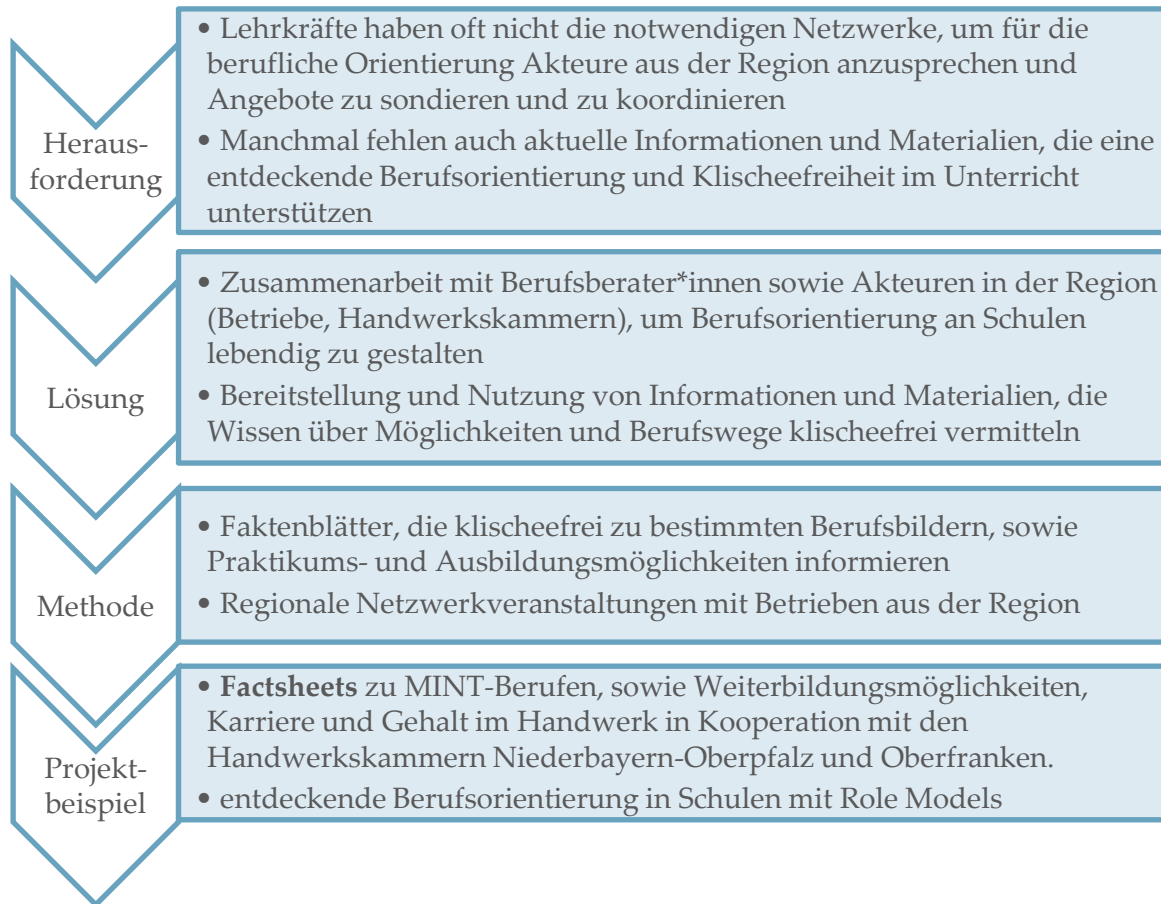 Heraus-
forderung
• Lehrkräfte haben oft nicht die notwendigen Netzwerke, um für die
berufliche Orientierung Akteure aus der Region anzusprechen und
Angebote zu sondieren und zu koordinieren
• Manchmal fehlen auch aktuelle Informationen und Materialien, die eine
entdeckende Berufsorientierung und Klischeefreiheit im Unterricht
unterstützen
Lösung
• Zusammenarbeit mit Berufsberater*innen sowie Akteuren in der Region
(Betriebe, Handwerkskammern), um Berufsorientierung an Schulen
lebendig zu gestalten
• Bereitstellung und Nutzung von Informationen und Materialien, die
Wissen über Möglichkeiten und Berufswege klischeefrei vermitteln
Methode
• Faktenblätter, die klischeefrei zu bestimmten Berufsbildern, sowie
Praktikums- und Ausbildungsmöglichkeiten informieren
• Regionale Netzwerkveranstaltungen mit Betrieben aus der Region
Projekt-
beispiel
• Factsheets zu MINT-Berufen, sowie Weiterbildungsmöglichkeiten,
Karriere und Gehalt im Handwerk in Kooperation mit den
Handwerkskammern Niederbayern-Oberpfalz und Oberfranken.
• entdeckende Berufsorientierung in Schulen mit Role Models